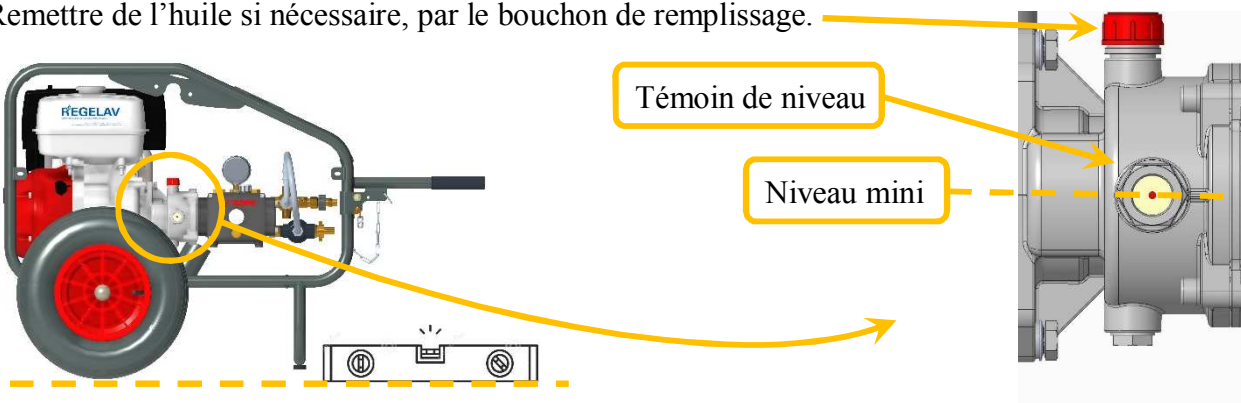 Remettre de l’huile si nécessaire, par le bouchon de remplissage.
Témoin de niveau
REGELAV
Niveau mini